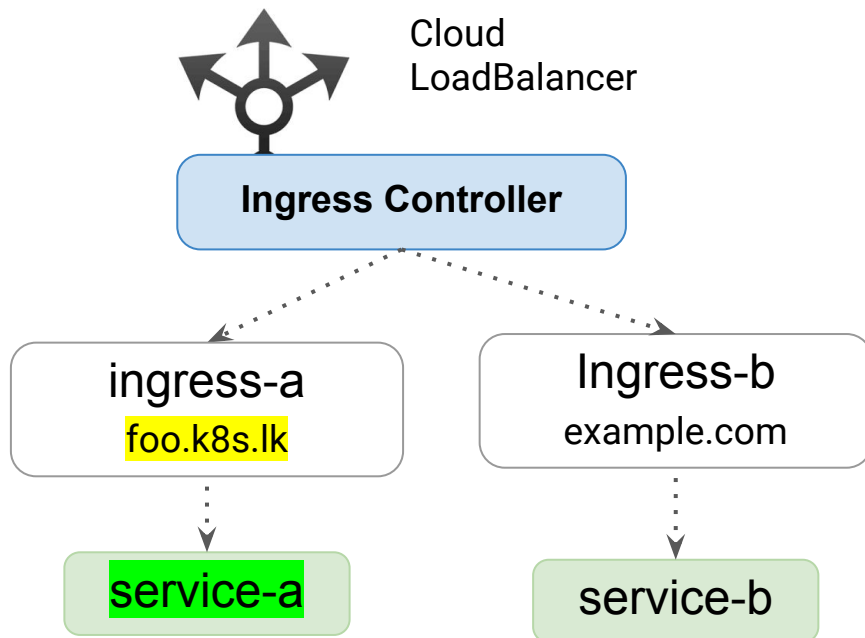 Cloud
LoadBalancer
Ingress Controller
ingress-a
foo.k8s.lk
Ingress-b
example.com
service-a
service-b